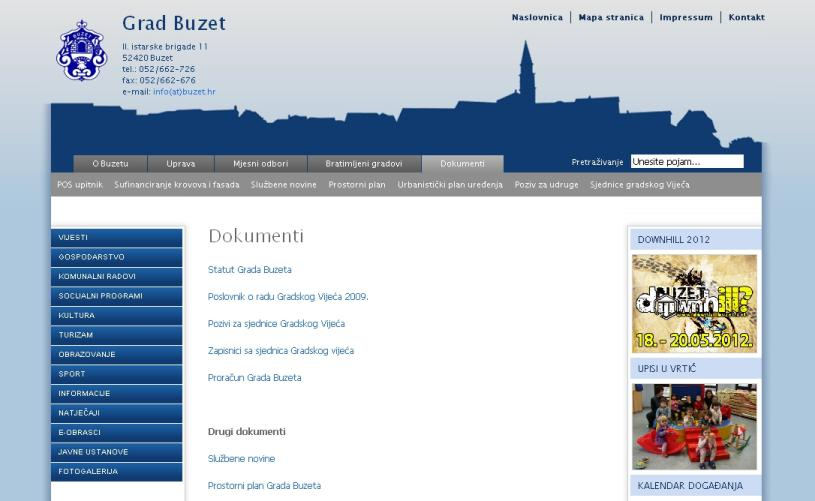 Grad Buzet
II. istarske brigade 11
52420 Buzet
tel.: 052/662-726
fax: 052/662-676
e-mail: info(at)buzet.hr
Naslovnica | Mapa stranica | Impressum | Kontakt
O Buzetu
Uprava
Mjesni odbori
Bratimljeni gradovi
Dokumenti
Pretraživanje
Unesite pojam...
POS upitnik
Sufinanciranje krovova i fasada
Službene novine
Prostorni plan
Urbanistički plan uređenja
Poziv za udruge
Sjednice gradskog Vijeća
VIJESTI
GOSPODARSTVO
KOMUNALNI RADOVI
SOCIJALNI PROGRAMI
KULTURA
TURIZAM
OBRAZOVANJE
SPORT
INFORMACIJE
NATJEČAJI
E-OBRASCI
JAVNE USTANOVE
FOTOGALERIJA
Dokumenti
Statut Grada Buzeta
Poslovnik o radu Gradskog Vijeća 2009.
Pozivi za sjednice Gradskog Vijeća
Zapisnici sa sjednica Gradskog vijeća
Proračun Grada Buzeta
Drugi dokumenti
Službene novine
Prostorni plan Grada Buzeta
DOWNHILL 2012
BUZET
downhill?
18. - 20.05.2012.
UPISI U VRTIĆ
KALENDAR DOGAĐANJA